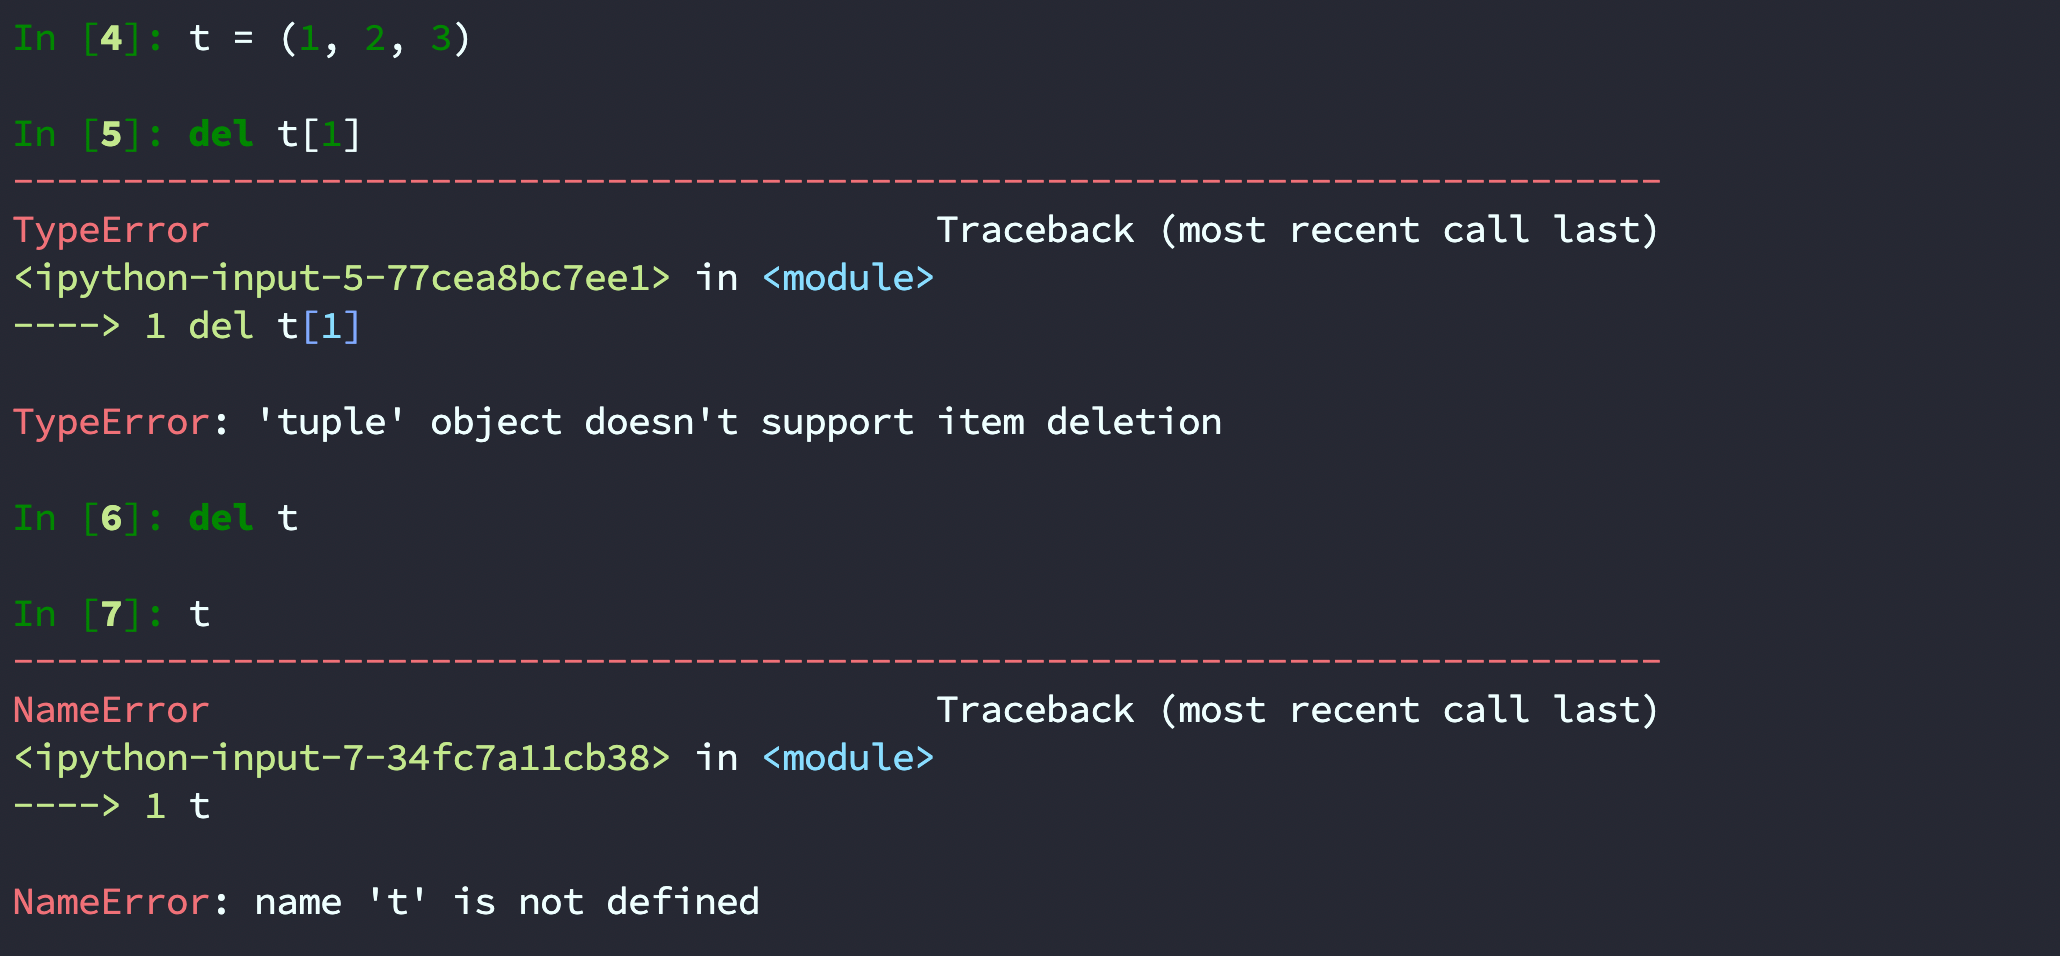 In [4]: t = (1, 2, 3)
In [5]: del t[1]
---------------------------------------------------------------------------
TypeError                                 Traceback (most recent call last)
<ipython-input-5-77cea8bc7ee1> in <module>
----> 1 del t[1]
TypeError: 'tuple' object doesn't support item deletion
In [6]: del t
In [7]: t
---------------------------------------------------------------------------
NameError                                 Traceback (most recent call last)
<ipython-input-7-34fc7a11cb38> in <module>
----> 1 t
NameError: name 't' is not defined